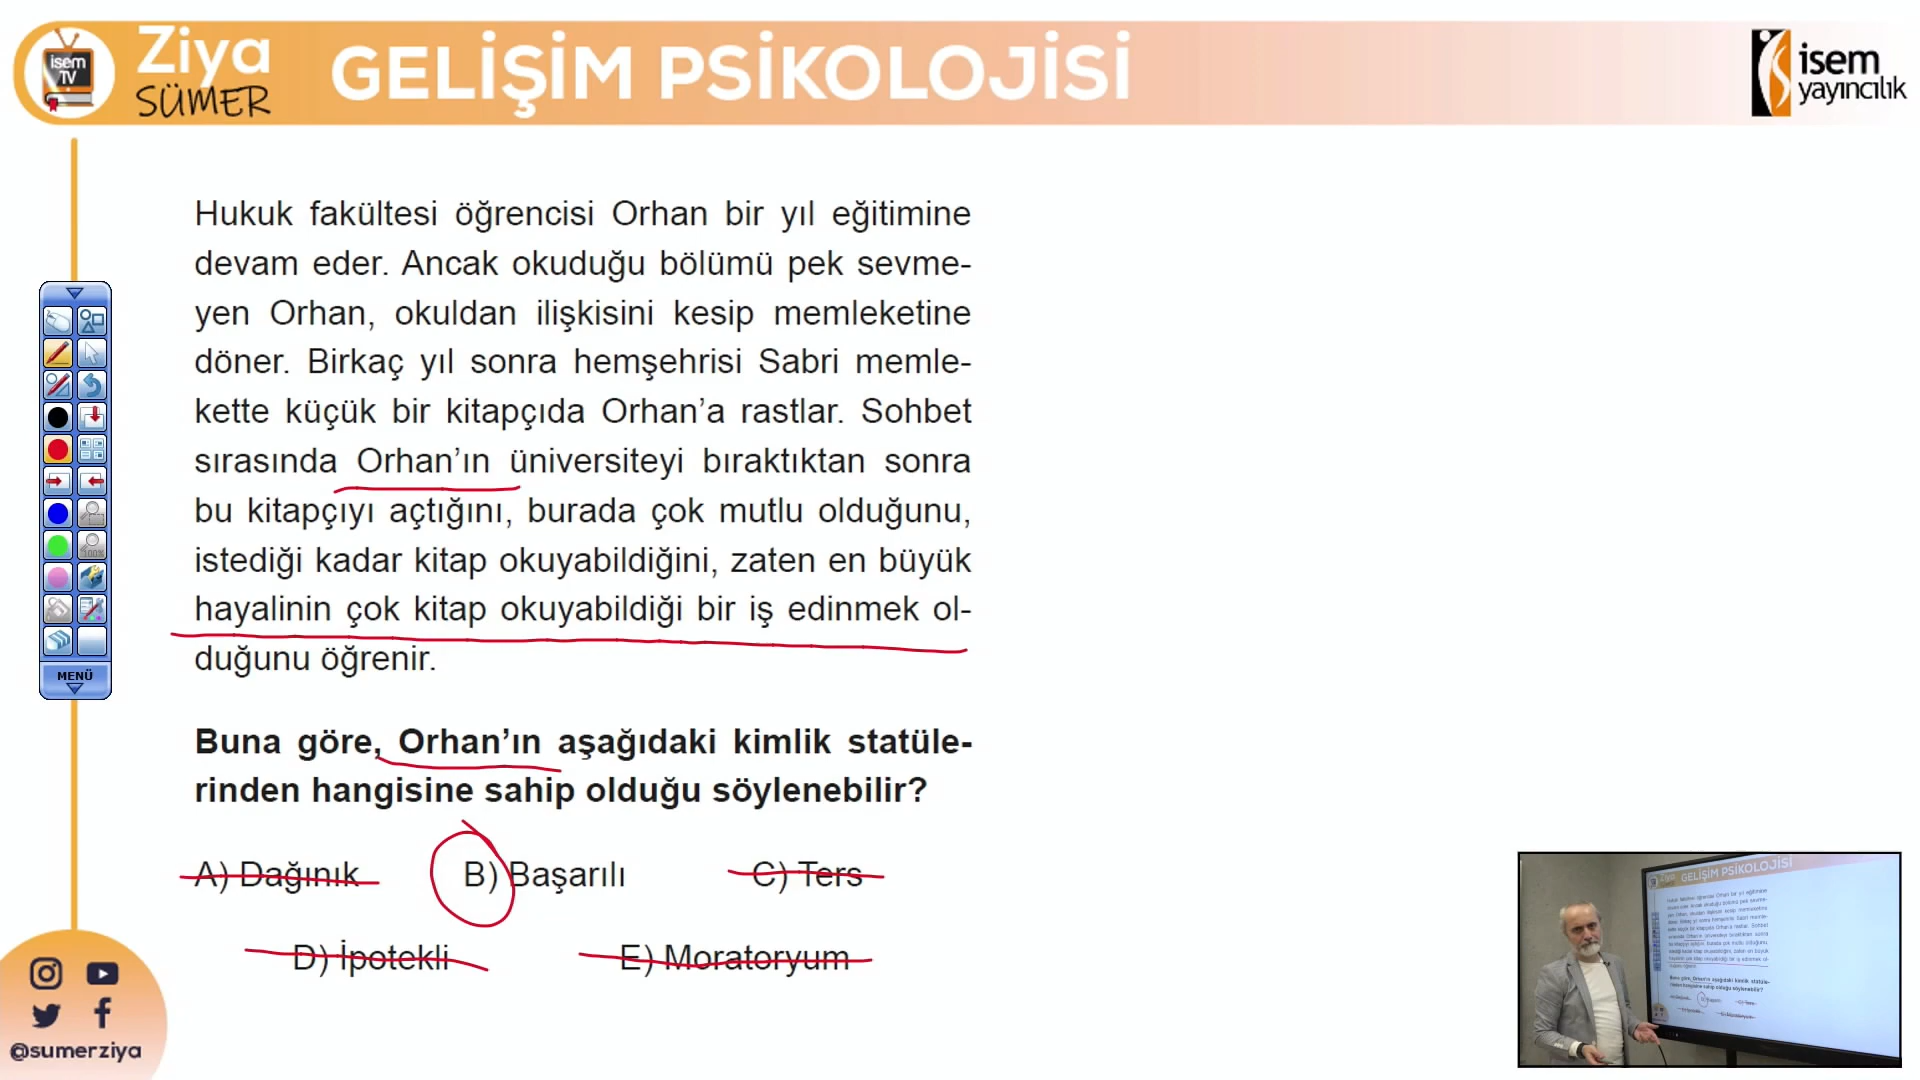 isem
TV
Ziya
SÜMER
GELİŞİM PSİKOLOJİSİ
isem
yayıncılık
Hukuk fakültesi öğrencisi Orhan bir yıl eğitimine
devam eder. Ancak okuduğu bölümü pek sevme-
yen Orhan, okuldan ilişkisini kesip memleketine
döner. Birkaç yıl sonra hemşehrisi Sabri memle-
kette küçük bir kitapçıda Orhan’a rastlar. Sohbet
sırasında Orhan’ın üniversiteyi bıraktıktan sonra
bu kitapçıyı açtığını, burada çok mutlu olduğunu,
istediği kadar kitap okuyabildiğini, zaten en büyük
hayalinin çok kitap okuyabildiği bir iş edinmek ol-
duğunu öğrenir.
Buna göre, Orhan’ın aşağıdaki kimlik statüle-
rinden hangisine sahip olduğu söylenebilir?
A) Dağınık B) Başarılı C) Ters
D) İpotekli E) Moratoryum
100%
MENÜ
@sumerziya
GELİŞİM PSİKOLOJİSİ